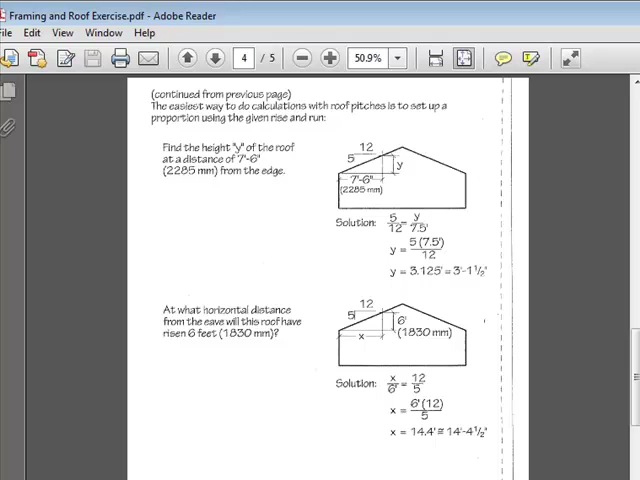 Framing and Roof Exercise.pdf - Adobe Reader
File Edit View Window Help
4 / 5 50.9%
(continued from previous page)
The easiest way to do calculations with roof pitches is to set up a
proportion using the given rise and run:
Find the height "y" of the roof
at a distance of 7'-6"
(2285 mm) from the edge.
12
5
y
7'-6"
(2285 mm)
Solution: 5/12 = y/7.5'
y = 5(7.5')/12
y = 3.125' = 3'-1 1/2"
At what horizontal distance
from the eave will this roof have
risen 6 feet (1830 mm)?
12
5
6'
(1830 mm)
x
Solution: x/6' = 12/5
x = 6'(12)/5
x = 14.4' ≅ 14'-4 1/2"